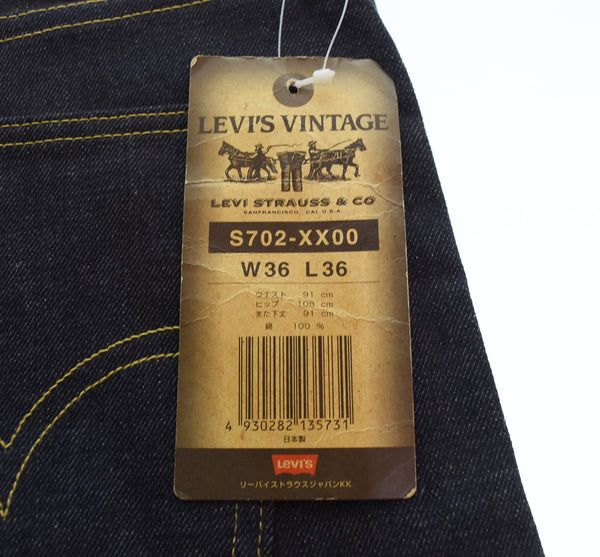 LEVI'S VINTAGE
LEVI STRAUSS & CO
SANFRANCISCO, CAL U.S.A.
S702-XX00
W36 L36
ウエスト 91 cm
ヒップ 108 cm
また下丈 91 cm
綿 100 %
4 930282 135731
日本製
LEVI'S
リーバイストラウスジャパンKK